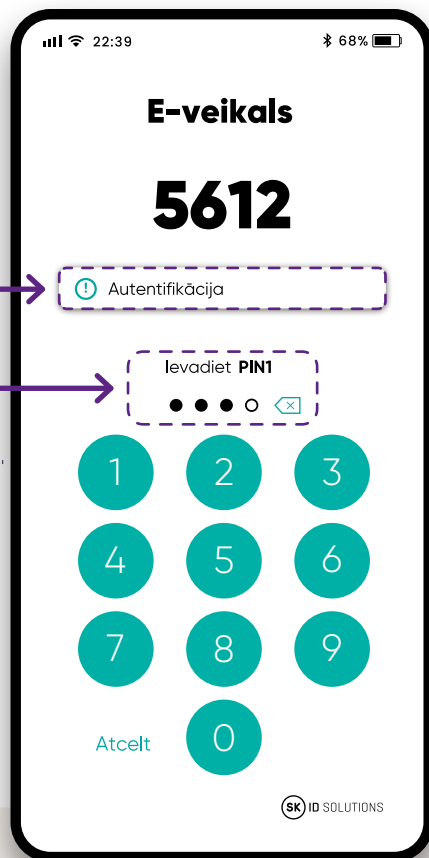 22:39 68%
E-veikals
5612
! Autentifikācija
Ievadiet PIN1
1 2 3
4 5 6
7 8 9
Atcelt 0
SK ID SOLUTIONS